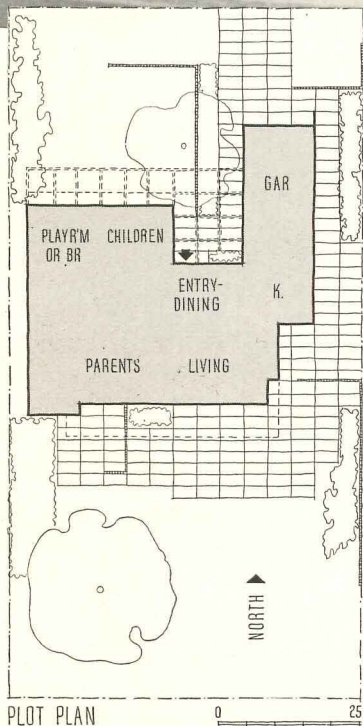 GAR
PLAYR'M CHILDREN
OR BR
ENTRY-
DINING
K.
PARENTS LIVING
NORTH
PLOT PLAN 0 25